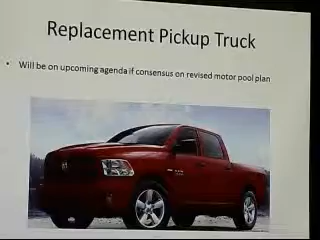 Replacement Pickup Truck
• Will be on upcoming agenda if consensus on revised motor pool plan